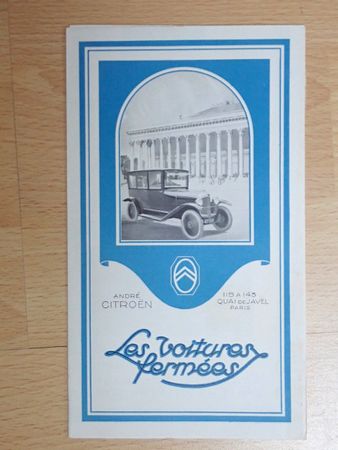 ANDRÉ
CITROËN
115 A 143
QUAI DE JAVEL
PARIS
Les Voitures
fermées